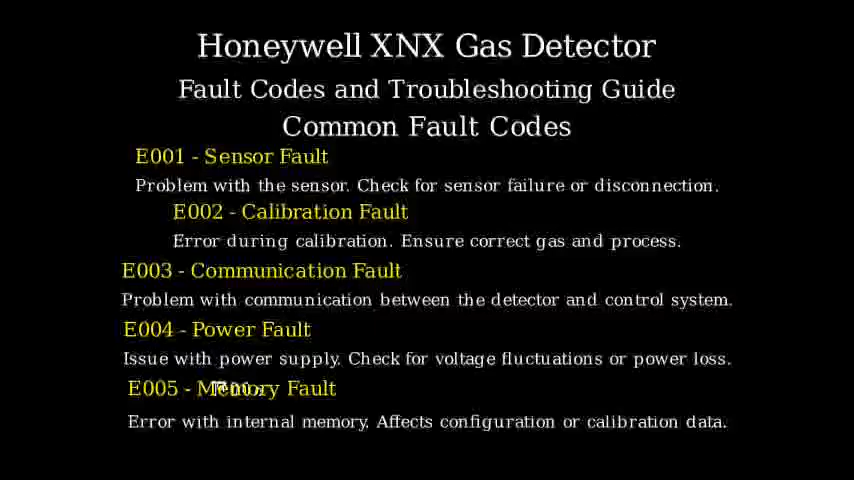 Honeywell XNX Gas Detector
Fault Codes and Troubleshooting Guide
Common Fault Codes
E001 - Sensor Fault
Problem with the sensor. Check for sensor failure or disconnection.
E002 - Calibration Fault
Error during calibration. Ensure correct gas and process.
E003 - Communication Fault
Problem with communication between the detector and control system.
E004 - Power Fault
Issue with power supply. Check for voltage fluctuations or power loss.
E005 - Memory Fault
Error with internal memory. Affects configuration or calibration data.